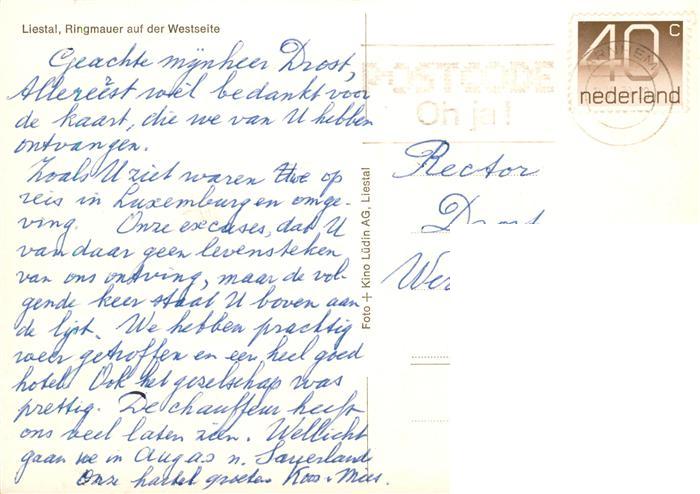 Liestal, Ringmauer auf der Westseite
Geachte mijnheer Drost,
Allereerst wel bedankt voor
de kaart, die we van U hebben
ontvangen.
Zoals U ziet waren we op
reis in Luxemburg en omge-
ving. Onze excuses, dat U
van daar geen levensteken
van ons ontving, maar de vol-
gende keer staat U boven aan
de lijst. We hebben prachtig
weer getroffen en een heel goed
hotel. Ook het gezelschap was
prettig. De chauffeur heeft
ons veel laten zien. Wellicht
gaan we in Aug as n. Sauerland
Onze hartel groeten Koos + Mies.
Foto + Kino Lüdin AG, Liestal
POSTCODE
Oh ja!
40 c
nederland
Rector